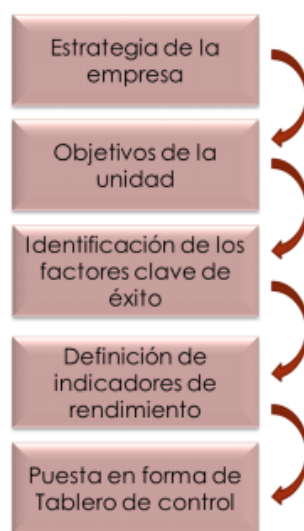 Estrategia de la
empresa
Objetivos de la
unidad
Identificación de los
factores clave de
éxito
Definición de
indicadores de
rendimiento
Puesta en forma de
Tablero de control